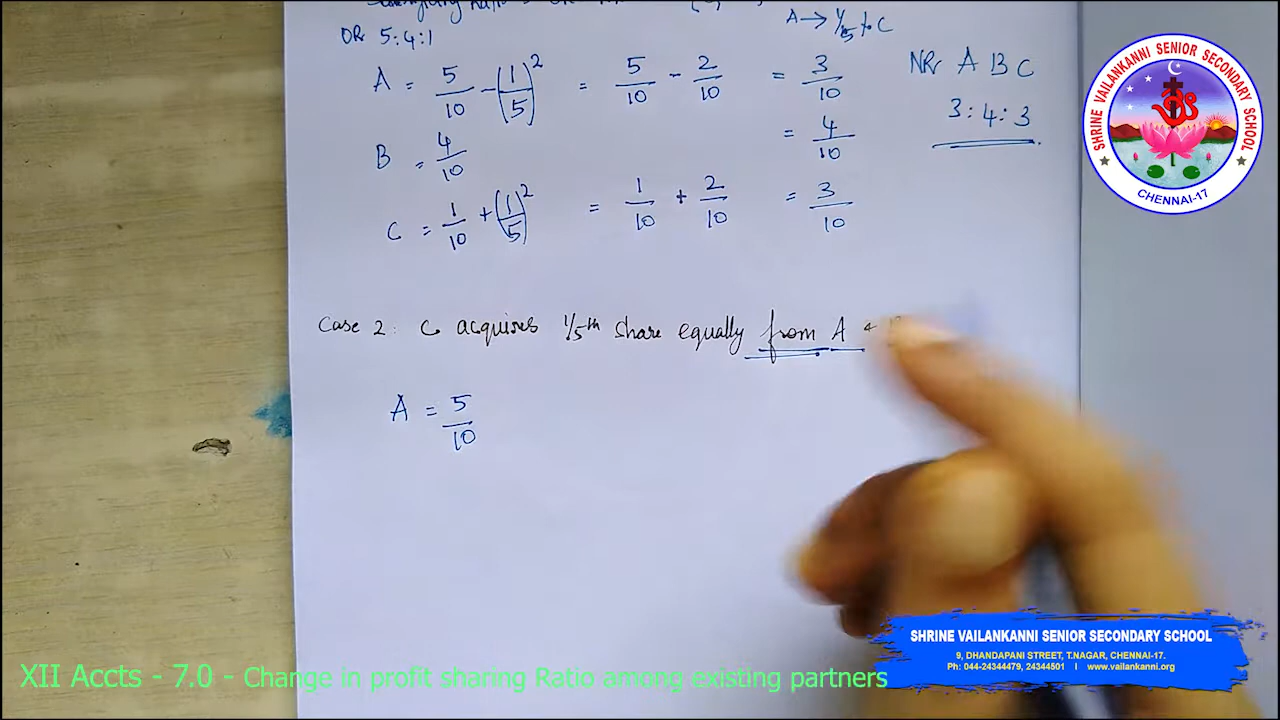 Ratio
OR 5:4:1
A → 1/5 to C
A = 5/10 - (1/5)2 = 5/10 - 2/10 = 3/10
NR A B C
3:4:3
B = 4/10 = 4/10
C = 1/10 + (1/5)2 = 1/10 + 2/10 = 3/10
Case 2: C acquires 1/5th share equally from A &
A = 5/10
SHRINE VAILANKANNI SENIOR SECONDARY SCHOOL
CHENNAI-17
SHRINE VAILANKANNI SENIOR SECONDARY SCHOOL
9, DHANDAPANI STREET, T.NAGAR, CHENNAI-17.
Ph: 044-24344479, 24344501 I www.vailankanni.org
XII Accts - 7.0 - Change in profit sharing Ratio among existing partners